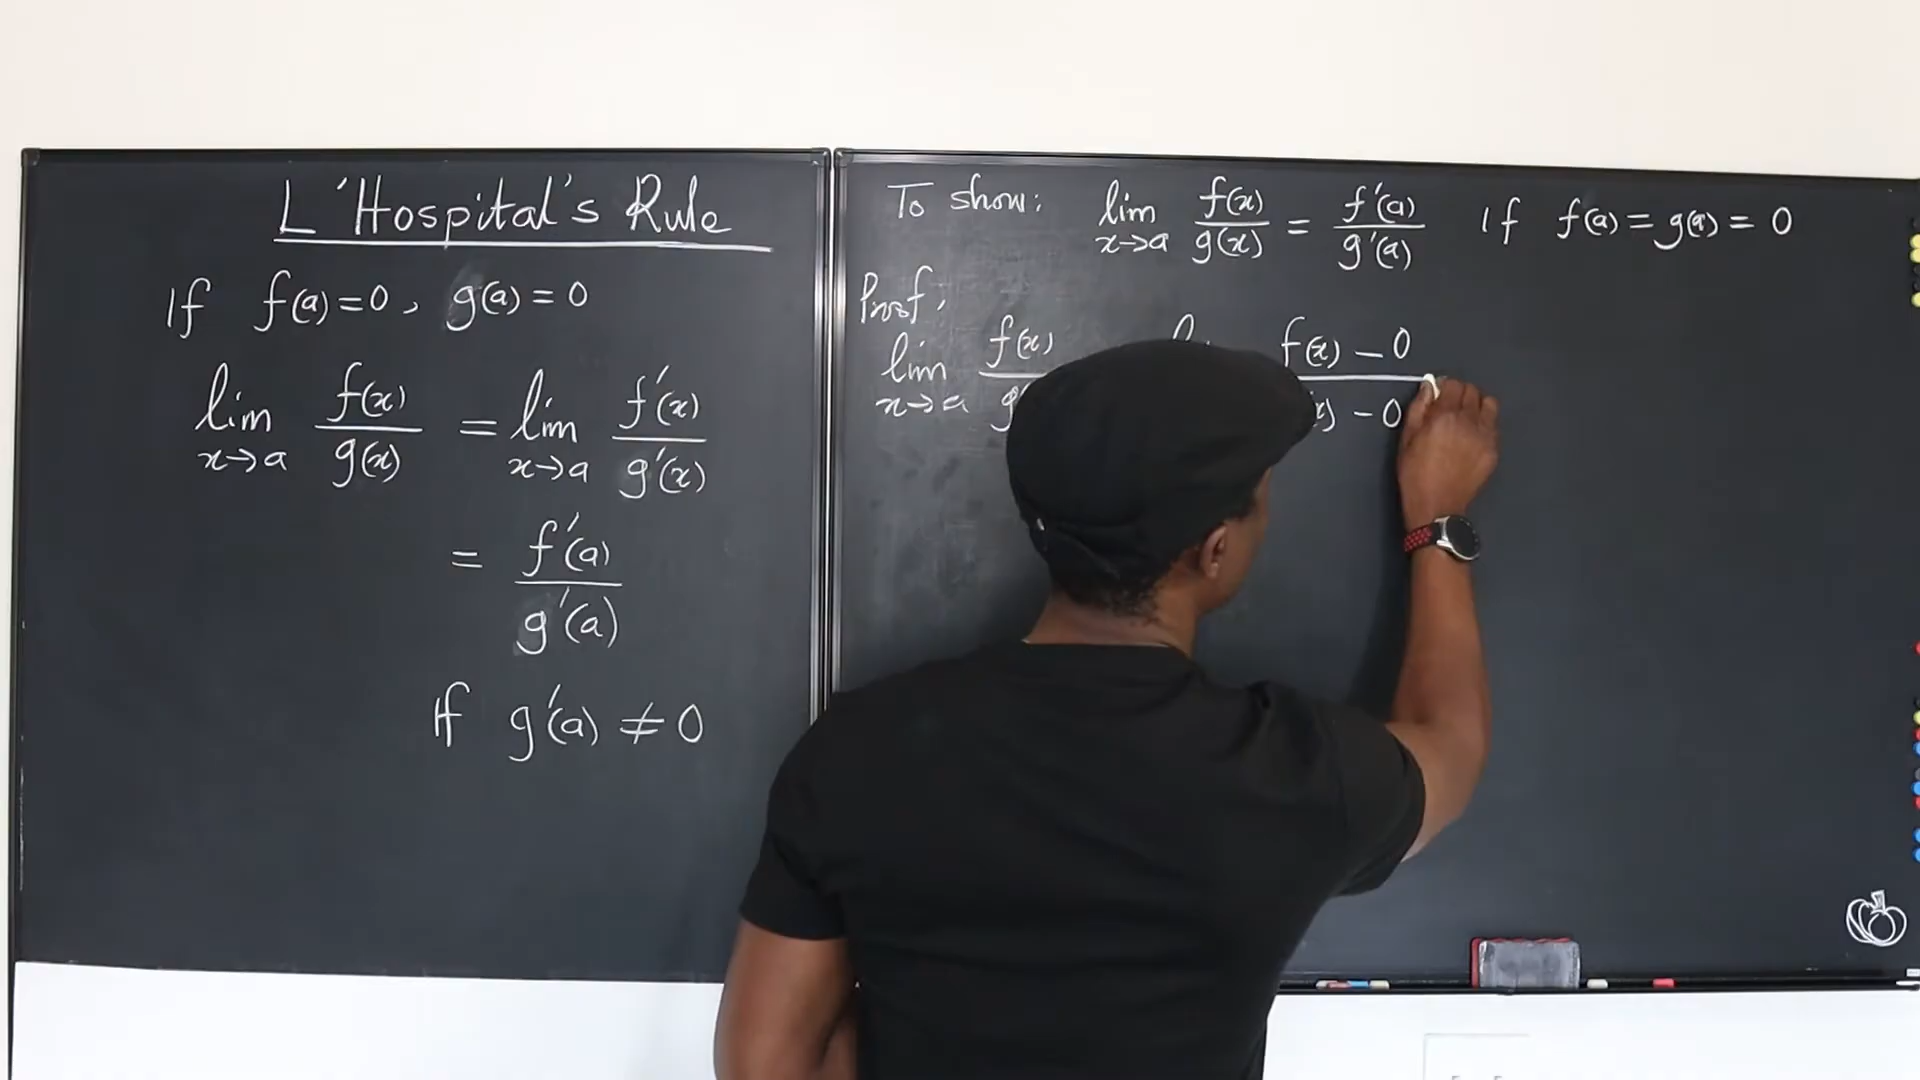 L'Hospital's Rule
If f(a)=0, g(a)=0
lim x→a f(x)/g(x) = lim x→a f'(x)/g'(x)
= f'(a)/g'(a)
If g'(a) ≠ 0
To show: lim x→a f(x)/g(x) = f'(a)/g'(a) If f(a) = g(a) = 0
Proof:
lim x→a f(x)/g f(x) - 0/(x) - 0